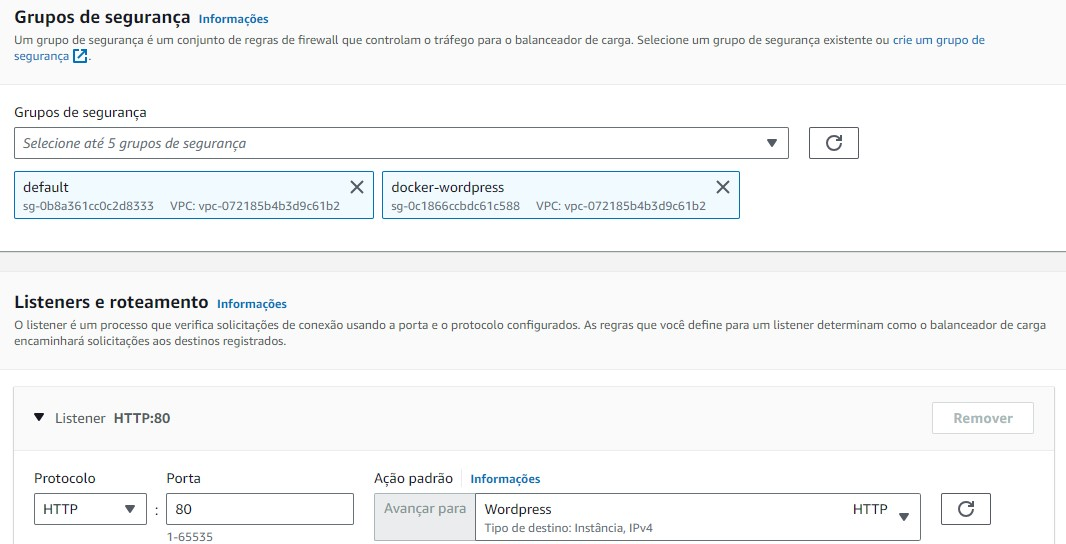 Grupos de segurança Informações
Um grupo de segurança é um conjunto de regras de firewall que controlam o tráfego para o balanceador de carga. Selecione um grupo de segurança existente ou crie um grupo de
segurança.
Grupos de segurança
Selecione até 5 grupos de segurança
default
sg-0b8a361cc0c2d8333 VPC: vpc-072185b4b3d9c61b2
docker-wordpress
sg-0c1866ccbdc61c588 VPC: vpc-072185b4b3d9c61b2
Listeners e roteamento Informações
O listener é um processo que verifica solicitações de conexão usando a porta e o protocolo configurados. As regras que você define para um listener determinam como o balanceador de carga
encaminhará solicitações aos destinos registrados.
Listener HTTP:80
Remover
Protocolo Porta Ação padrão Informações
HTTP : 80 Avançar para Wordpress HTTP
Tipo de destino: Instância, IPv4
1-65535